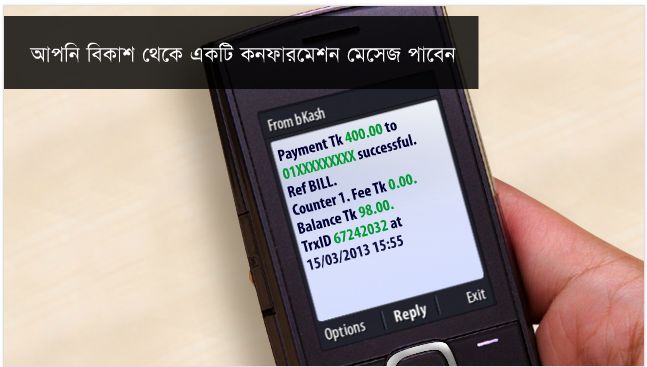 আপনি বিকাশ থেকে একটি কনফারমেশন মেসেজ পাবেন
From bKash
Payment Tk 400.00 to
01XXXXXXXXX successful.
Ref BILL.
Counter 1. Fee Tk 0.00.
Balance Tk 98.00.
TrxID 67242032 at
15/03/2013 15:55
Options Reply Exit